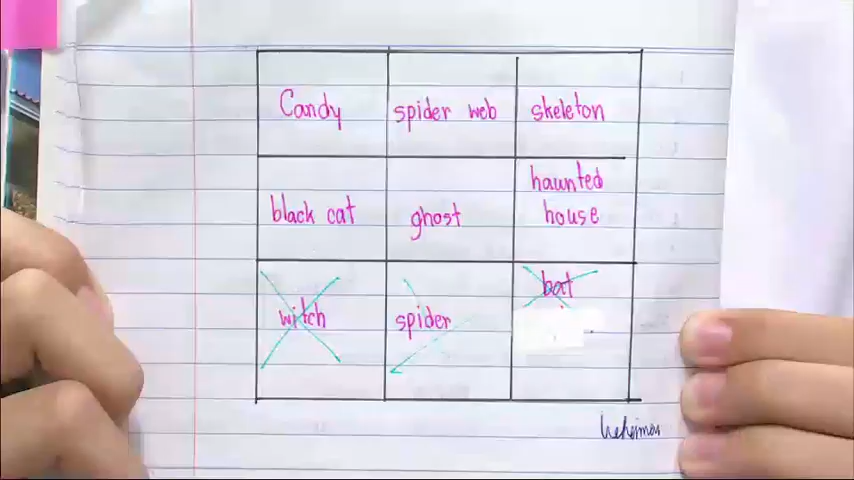 Candy spider web skeleton
black cat ghost haunted house
witch spider bat